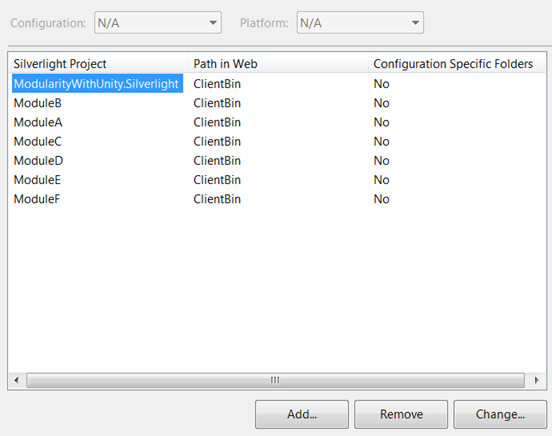 Configuration: N/A Platform: N/A
Silverlight Project Path in Web Configuration Specific Folders
ModularityWithUnity.Silverlight ClientBin No
ModuleB ClientBin No
ModuleA ClientBin No
ModuleC ClientBin No
ModuleD ClientBin No
ModuleE ClientBin No
ModuleF ClientBin No
Add... Remove Change...